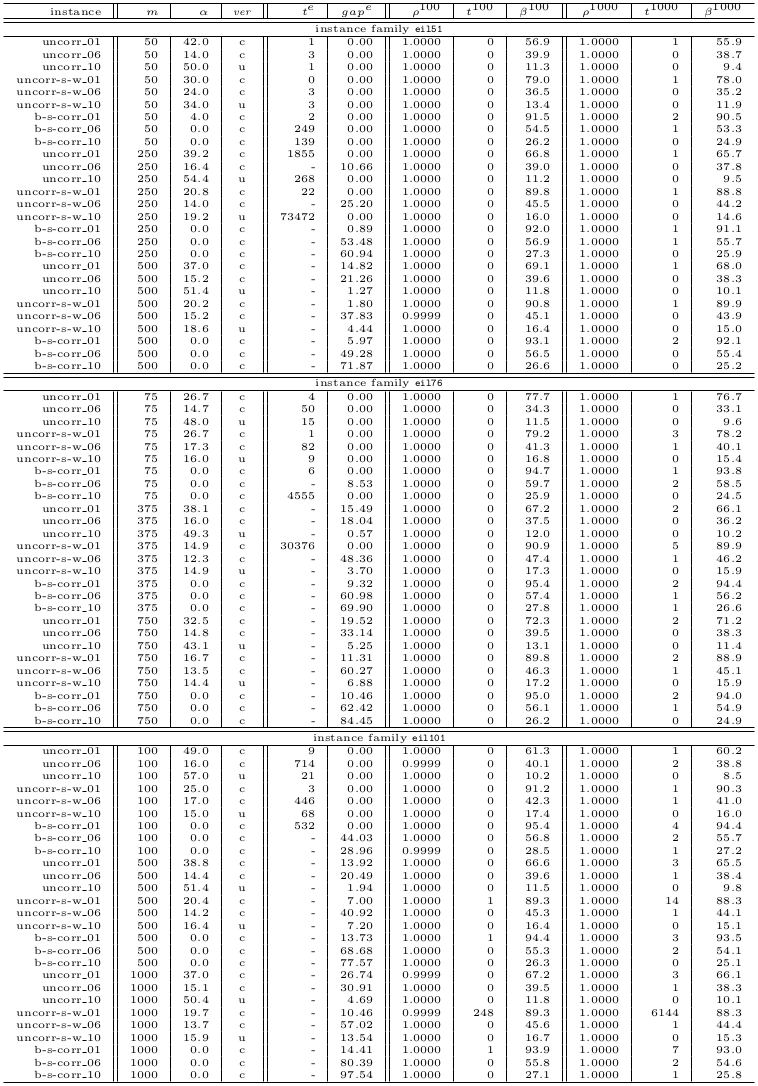 instance m α ver t^e gap^e ρ^100 t^100 β^100 ρ^1000 t^1000 β^1000
instance family eil51
uncorr_01 50 42.0 c 1 0.00 1.0000 0 56.9 1.0000 1 55.9
uncorr_06 50 14.0 c 3 0.00 1.0000 0 39.9 1.0000 0 38.7
uncorr_10 50 50.0 u 1 0.00 1.0000 0 11.3 1.0000 0 9.4
uncorr-s-w_01 50 30.0 c 0 0.00 1.0000 0 79.0 1.0000 1 78.0
uncorr-s-w_06 50 24.0 c 3 0.00 1.0000 0 36.5 1.0000 0 35.2
uncorr-s-w_10 50 34.0 u 3 0.00 1.0000 0 13.4 1.0000 0 11.9
b-s-corr_01 50 4.0 c 2 0.00 1.0000 0 91.5 1.0000 2 90.5
b-s-corr_06 50 0.0 c 249 0.00 1.0000 0 54.5 1.0000 1 53.3
b-s-corr_10 50 0.0 c 139 0.00 1.0000 0 26.2 1.0000 0 24.9
uncorr_01 250 39.2 c 1855 0.00 1.0000 0 66.8 1.0000 1 65.7
uncorr_06 250 16.4 c - 10.66 1.0000 0 39.0 1.0000 0 37.8
uncorr_10 250 54.4 u 268 0.00 1.0000 0 11.2 1.0000 0 9.5
uncorr-s-w_01 250 20.8 c 22 0.00 1.0000 0 89.8 1.0000 1 88.8
uncorr-s-w_06 250 14.0 c - 25.20 1.0000 0 45.5 1.0000 0 44.2
uncorr-s-w_10 250 19.2 u 73472 0.00 1.0000 0 16.0 1.0000 0 14.6
b-s-corr_01 250 0.0 c - 0.89 1.0000 0 92.0 1.0000 1 91.1
b-s-corr_06 250 0.0 c - 53.48 1.0000 0 56.9 1.0000 1 55.7
b-s-corr_10 250 0.0 c - 60.94 1.0000 0 27.3 1.0000 0 25.9
uncorr_01 500 37.0 c - 14.82 1.0000 0 69.1 1.0000 1 68.0
uncorr_06 500 15.2 c - 21.26 1.0000 0 39.6 1.0000 0 38.3
uncorr_10 500 51.4 u - 1.27 1.0000 0 11.8 1.0000 0 10.1
uncorr-s-w_01 500 20.2 c - 1.80 1.0000 0 90.8 1.0000 1 89.9
uncorr-s-w_06 500 15.2 c - 37.83 0.9999 0 45.1 1.0000 0 43.9
uncorr-s-w_10 500 18.6 u - 4.44 1.0000 0 16.4 1.0000 0 15.0
b-s-corr_01 500 0.0 c - 5.97 1.0000 0 93.1 1.0000 2 92.1
b-s-corr_06 500 0.0 c - 49.28 1.0000 0 56.5 1.0000 0 55.4
b-s-corr_10 500 0.0 c - 71.87 1.0000 0 26.6 1.0000 0 25.2
instance family eil76
uncorr_01 75 26.7 c 4 0.00 1.0000 0 77.7 1.0000 1 76.7
uncorr_06 75 14.7 c 50 0.00 1.0000 0 34.3 1.0000 0 33.1
uncorr_10 75 48.0 u 15 0.00 1.0000 0 11.5 1.0000 0 9.6
uncorr-s-w_01 75 26.7 c 1 0.00 1.0000 0 79.2 1.0000 3 78.2
uncorr-s-w_06 75 17.3 c 82 0.00 1.0000 0 41.3 1.0000 1 40.1
uncorr-s-w_10 75 16.0 u 9 0.00 1.0000 0 16.8 1.0000 0 15.4
b-s-corr_01 75 0.0 c 6 0.00 1.0000 0 94.7 1.0000 1 93.8
b-s-corr_06 75 0.0 c - 8.53 1.0000 0 59.7 1.0000 2 58.5
b-s-corr_10 75 0.0 c 4555 0.00 1.0000 0 25.9 1.0000 0 24.5
uncorr_01 375 38.1 c - 15.49 1.0000 0 67.2 1.0000 2 66.1
uncorr_06 375 16.0 c - 18.04 1.0000 0 37.5 1.0000 0 36.2
uncorr_10 375 49.3 u - 0.57 1.0000 0 12.0 1.0000 0 10.2
uncorr-s-w_01 375 14.9 c 30376 0.00 1.0000 0 90.9 1.0000 5 89.9
uncorr-s-w_06 375 12.3 c - 48.36 1.0000 0 47.4 1.0000 1 46.2
uncorr-s-w_10 375 14.9 u - 3.70 1.0000 0 17.3 1.0000 0 15.9
b-s-corr_01 375 0.0 c - 9.32 1.0000 0 95.4 1.0000 2 94.4
b-s-corr_06 375 0.0 c - 60.98 1.0000 0 57.4 1.0000 1 56.2
b-s-corr_10 375 0.0 c - 69.90 1.0000 0 27.8 1.0000 1 26.6
uncorr_01 750 32.5 c - 19.52 1.0000 0 72.3 1.0000 2 71.2
uncorr_06 750 14.8 c - 33.14 1.0000 0 39.5 1.0000 0 38.3
uncorr_10 750 43.1 u - 5.25 1.0000 0 13.1 1.0000 0 11.4
uncorr-s-w_01 750 16.7 c - 11.31 1.0000 0 89.8 1.0000 2 88.9
uncorr-s-w_06 750 13.5 c - 60.27 1.0000 0 46.3 1.0000 1 45.1
uncorr-s-w_10 750 14.4 u - 6.88 1.0000 0 17.2 1.0000 0 15.9
b-s-corr_01 750 0.0 c - 10.46 1.0000 0 95.0 1.0000 2 94.0
b-s-corr_06 750 0.0 c - 62.42 1.0000 0 56.1 1.0000 1 54.9
b-s-corr_10 750 0.0 c - 84.45 1.0000 0 26.2 1.0000 0 24.9
instance family eil101
uncorr_01 100 49.0 c 9 0.00 1.0000 0 61.3 1.0000 1 60.2
uncorr_06 100 16.0 c 714 0.00 0.9999 0 40.1 1.0000 2 38.8
uncorr_10 100 57.0 u 21 0.00 1.0000 0 10.2 1.0000 0 8.5
uncorr-s-w_01 100 25.0 c 3 0.00 1.0000 0 91.2 1.0000 1 90.3
uncorr-s-w_06 100 17.0 c 446 0.00 1.0000 0 42.3 1.0000 1 41.0
uncorr-s-w_10 100 15.0 u 68 0.00 1.0000 0 17.4 1.0000 0 16.0
b-s-corr_01 100 0.0 c 532 0.00 1.0000 0 95.4 1.0000 4 94.4
b-s-corr_06 100 0.0 c - 44.03 1.0000 0 56.8 1.0000 2 55.7
b-s-corr_10 100 0.0 c - 28.96 0.9999 0 28.5 1.0000 1 27.2
uncorr_01 500 38.8 c - 13.92 1.0000 0 66.6 1.0000 3 65.5
uncorr_06 500 14.4 c - 20.49 1.0000 0 39.6 1.0000 1 38.4
uncorr_10 500 51.4 u - 1.94 1.0000 0 11.5 1.0000 0 9.8
uncorr-s-w_01 500 20.4 c - 7.00 1.0000 1 89.3 1.0000 14 88.3
uncorr-s-w_06 500 14.2 c - 40.92 1.0000 0 45.3 1.0000 1 44.1
uncorr-s-w_10 500 16.4 u - 7.20 1.0000 0 16.4 1.0000 0 15.1
b-s-corr_01 500 0.0 c - 13.73 1.0000 1 94.4 1.0000 3 93.5
b-s-corr_06 500 0.0 c - 68.68 1.0000 0 55.3 1.0000 2 54.1
b-s-corr_10 500 0.0 c - 77.57 1.0000 0 26.3 1.0000 0 25.1
uncorr_01 1000 37.0 c - 26.74 0.9999 0 67.2 1.0000 3 66.1
uncorr_06 1000 15.1 c - 30.91 1.0000 0 39.5 1.0000 1 38.3
uncorr_10 1000 50.4 u - 4.69 1.0000 0 11.8 1.0000 0 10.1
uncorr-s-w_01 1000 19.7 c - 10.46 0.9999 248 89.3 1.0000 6144 88.3
uncorr-s-w_06 1000 13.7 c - 57.02 1.0000 0 45.6 1.0000 1 44.4
uncorr-s-w_10 1000 15.9 u - 13.54 1.0000 0 16.7 1.0000 0 15.3
b-s-corr_01 1000 0.0 c - 14.41 1.0000 1 93.9 1.0000 7 93.0
b-s-corr_06 1000 0.0 c - 80.39 1.0000 0 55.8 1.0000 2 54.6
b-s-corr_10 1000 0.0 c - 97.54 1.0000 0 27.1 1.0000 1 25.8